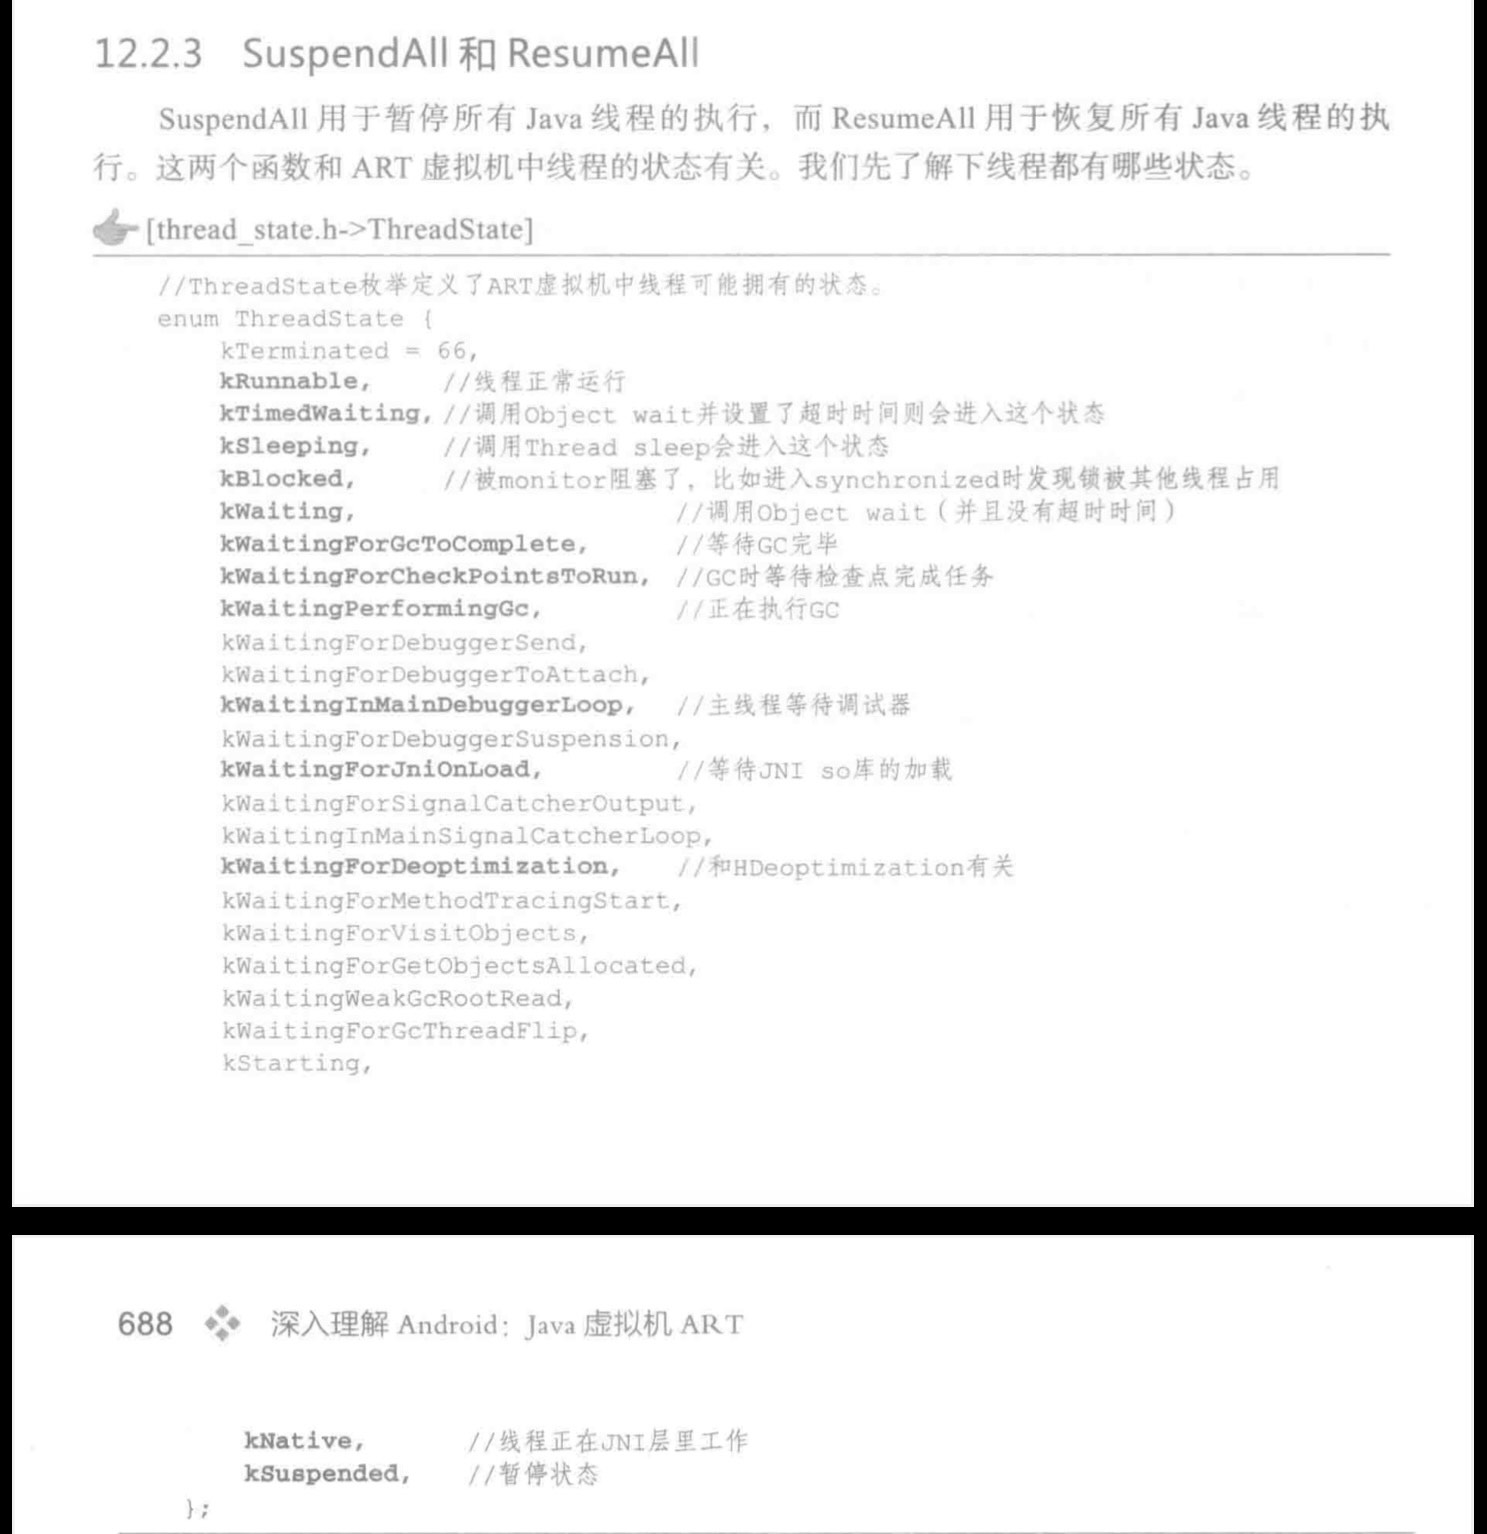 12.2.3 SuspendAll 和 ResumeAll
SuspendAll 用于暂停所有 Java 线程的执行，而 ResumeAll 用于恢复所有 Java 线程的执
行。这两个函数和 ART 虚拟机中线程的状态有关。我们先了解下线程都有哪些状态。
[thread_state.h->ThreadState]
//ThreadState枚举定义了ART虚拟机中线程可能拥有的状态。
enum ThreadState {
kTerminated = 66,
kRunnable, //线程正常运行
kTimedWaiting, //调用Object wait并设置了超时时间则会进入这个状态
kSleeping, //调用Thread sleep会进入这个状态
kBlocked, //被monitor阻塞了，比如进入synchronized时发现锁被其他线程占用
kWaiting, //调用Object wait（并且没有超时时间）
kWaitingForGcToComplete, //等待GC完毕
kWaitingForCheckPointsToRun, //GC时等待检查点完成任务
kWaitingPerformingGc, //正在执行GC
kWaitingForDebuggerSend,
kWaitingForDebuggerToAttach,
kWaitingInMainDebuggerLoop, //主线程等待调试器
kWaitingForDebuggerSuspension,
kWaitingForJniOnLoad, //等待JNI so库的加载
kWaitingForSignalCatcherOutput,
kWaitingInMainSignalCatcherLoop,
kWaitingForDeoptimization, //和HDeoptimization有关
kWaitingForMethodTracingStart,
kWaitingForVisitObjects,
kWaitingForGetObjectsAllocated,
kWaitingWeakGcRootRead,
kWaitingForGcThreadFlip,
kStarting,
688 深入理解 Android：Java 虚拟机 ART
kNative, //线程正在JNI层里工作
kSuspended, //暂停状态
};